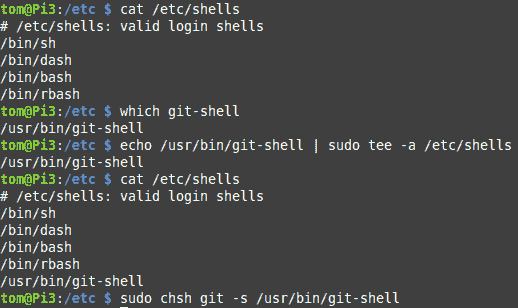 tom@Pi3:/etc $ cat /etc/shells
# /etc/shells: valid login shells
/bin/sh
/bin/dash
/bin/bash
/bin/rbash
tom@Pi3:/etc $ which git-shell
/usr/bin/git-shell
tom@Pi3:/etc $ echo /usr/bin/git-shell | sudo tee -a /etc/shells
/usr/bin/git-shell
tom@Pi3:/etc $ cat /etc/shells
# /etc/shells: valid login shells
/bin/sh
/bin/dash
/bin/bash
/bin/rbash
/usr/bin/git-shell
tom@Pi3:/etc $ sudo chsh git -s /usr/bin/git-shell